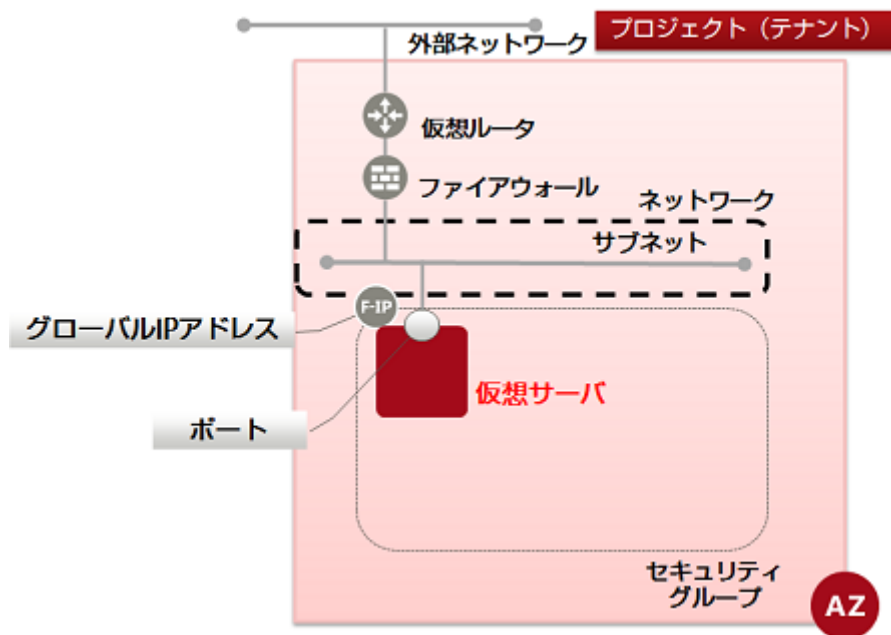 プロジェクト（テナント）
外部ネットワーク
仮想ルータ
ファイアウォール
ネットワーク
サブネット
F-IP
グローバルIPアドレス
仮想サーバ
ポート
セキュリティ
グループ
AZ